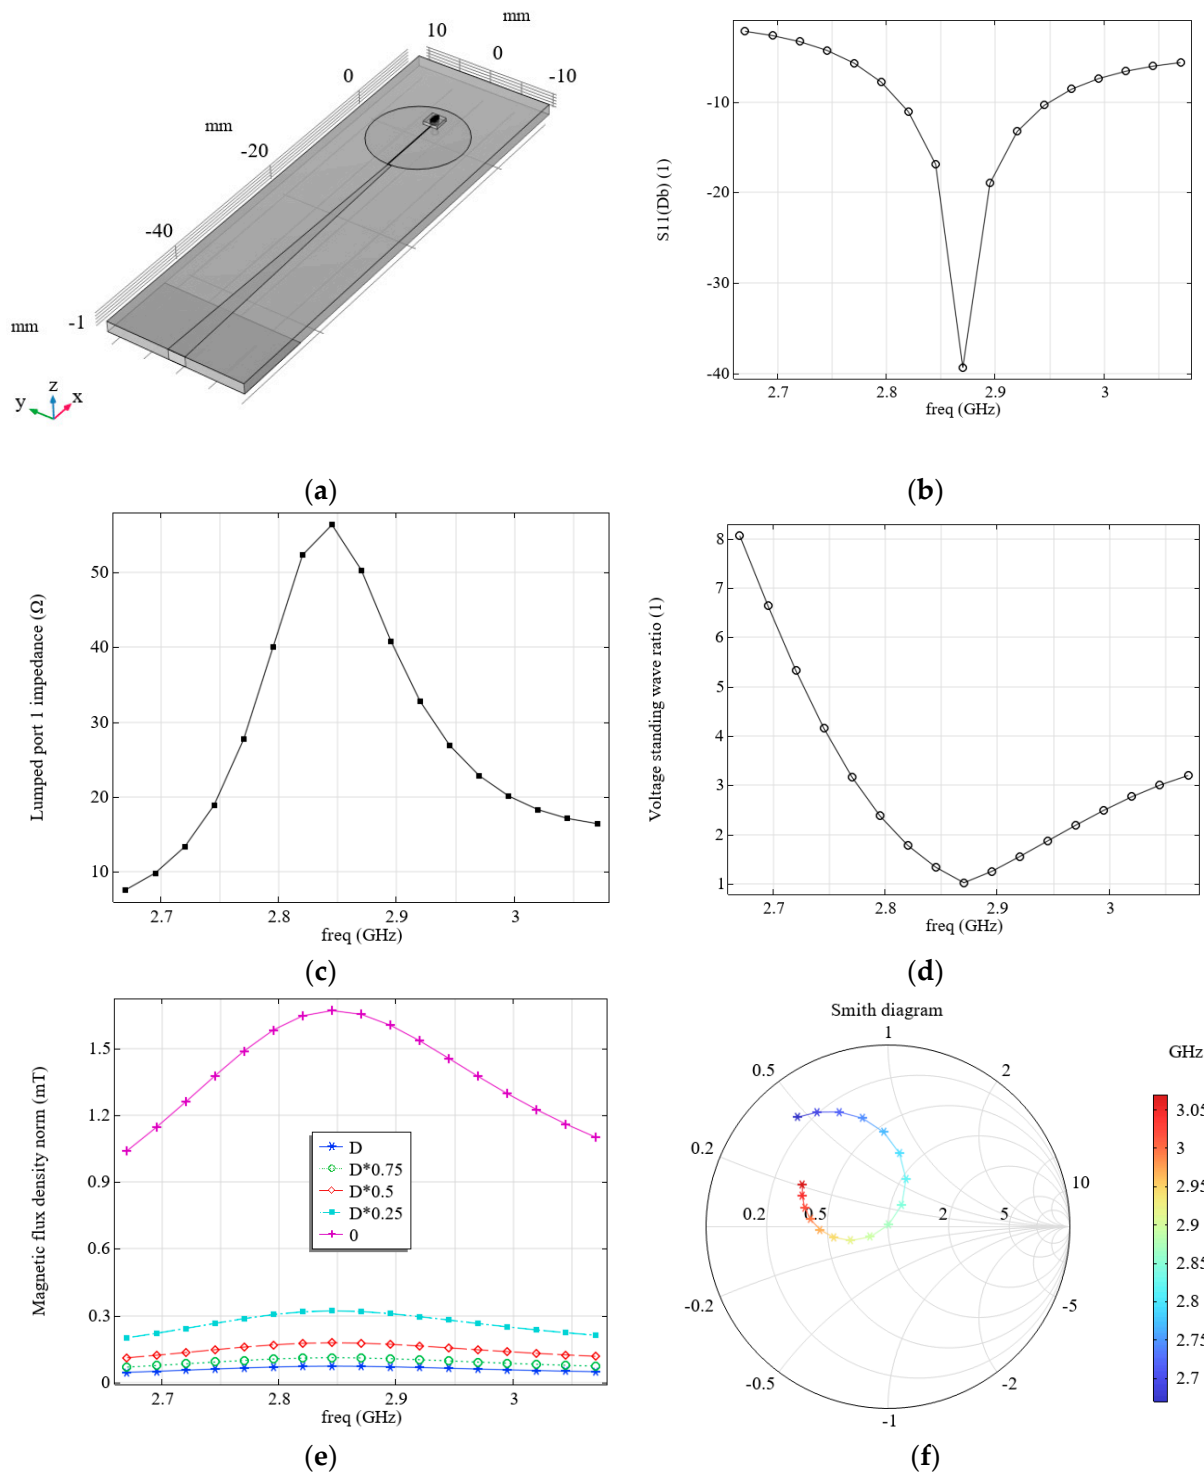 mm
10
0
-10
0
mm
-20
-40
mm
-1
z
y
x
(a)
-10
-20
-30
-40
S11(Db) (1)
2.7
2.8
2.9
3
freq (GHz)
(b)
50
40
30
20
10
Lumped port 1 impedance (Ω)
2.7
2.8
2.9
3
freq (GHz)
(c)
8
7
6
5
4
3
2
1
Voltage standing wave ratio (1)
2.7
2.8
2.9
3
freq (GHz)
(d)
1.5
1.2
0.9
0.6
0.3
0
Magnetic flux density norm (mT)
D
D*0.75
D*0.5
D*0.25
0
2.7
2.8
2.9
3
freq (GHz)
(e)
Smith diagram
1
0.5
2
0.2
10
0.2
0.5
2
5
-0.2
-5
-0.5
-2
-1
GHz
3.05
3
2.95
2.9
2.85
2.8
2.75
2.7
(f)